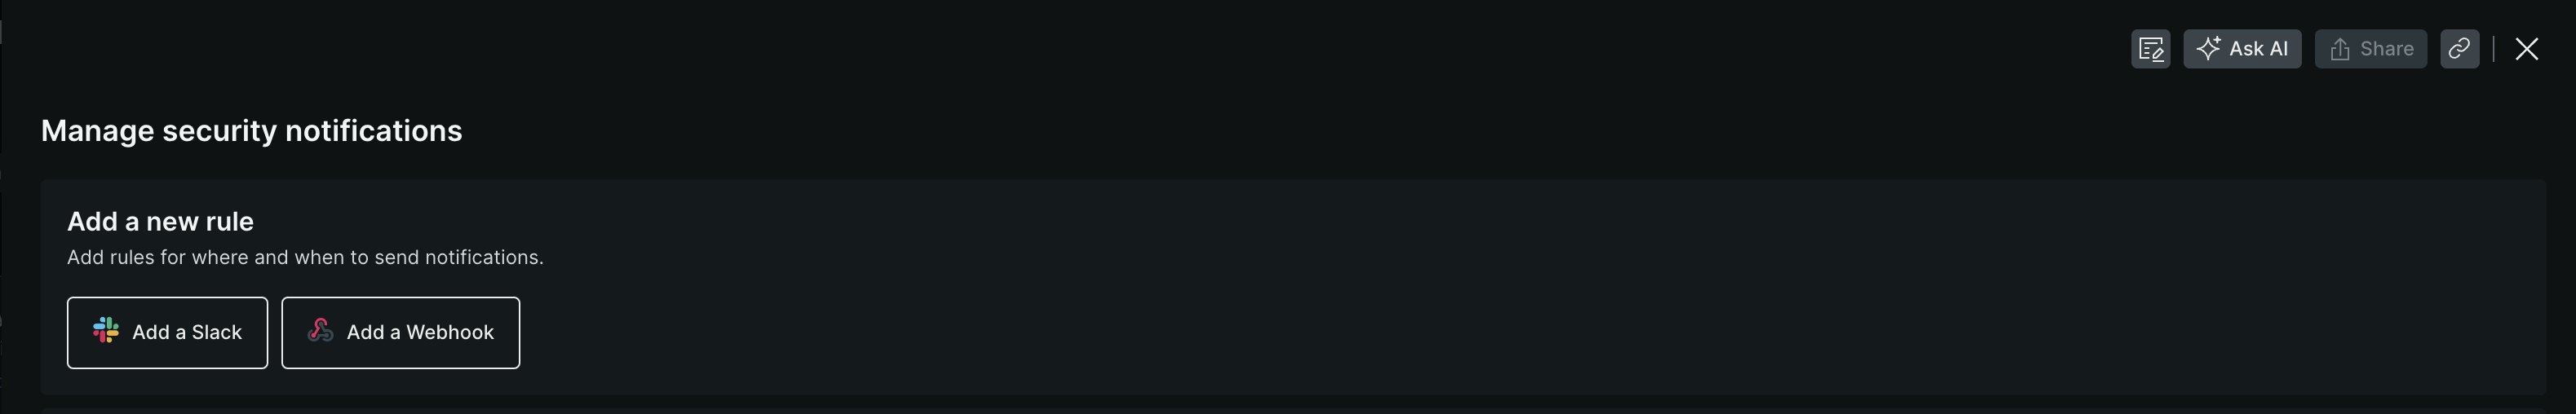 Ask AI
Share
Manage security notifications
Add a new rule
Add rules for where and when to send notifications.
Add a Slack
Add a Webhook